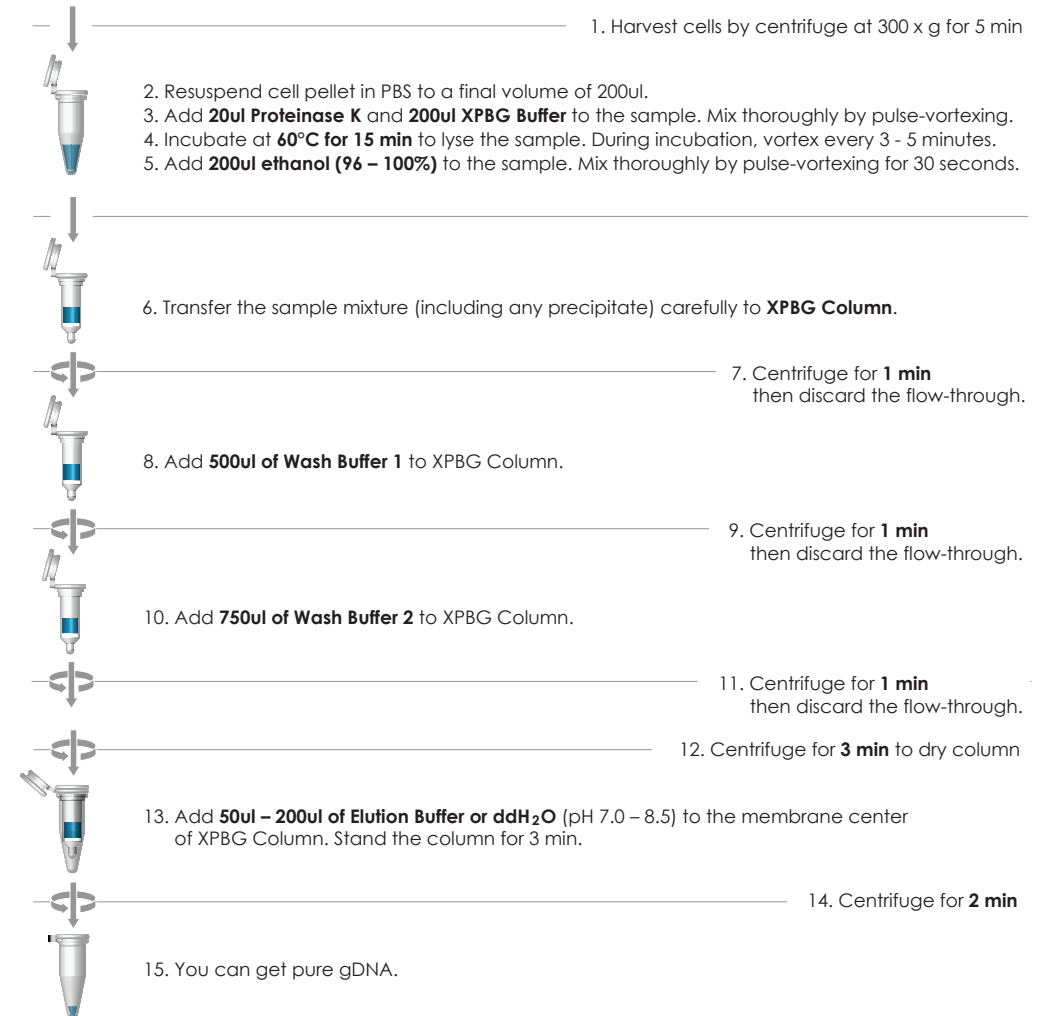 1. Harvest cells by centrifuge at 300 x g for 5 min
2. Resuspend cell pellet in PBS to a final volume of 200ul.
3. Add 20ul Proteinase K and 200ul XPBG Buffer to the sample. Mix thoroughly by pulse-vortexing.
4. Incubate at 60°C for 15 min to lyse the sample. During incubation, vortex every 3 - 5 minutes.
5. Add 200ul ethanol (96 – 100%) to the sample. Mix thoroughly by pulse-vortexing for 30 seconds.
6. Transfer the sample mixture (including any precipitate) carefully to XPBG Column.
7. Centrifuge for 1 min
then discard the flow-through.
8. Add 500ul of Wash Buffer 1 to XPBG Column.
9. Centrifuge for 1 min
then discard the flow-through.
10. Add 750ul of Wash Buffer 2 to XPBG Column.
11. Centrifuge for 1 min
then discard the flow-through.
12. Centrifuge for 3 min to dry column
13. Add 50ul – 200ul of Elution Buffer or ddH₂O (pH 7.0 – 8.5) to the membrane center
of XPBG Column. Stand the column for 3 min.
14. Centrifuge for 2 min
15. You can get pure gDNA.